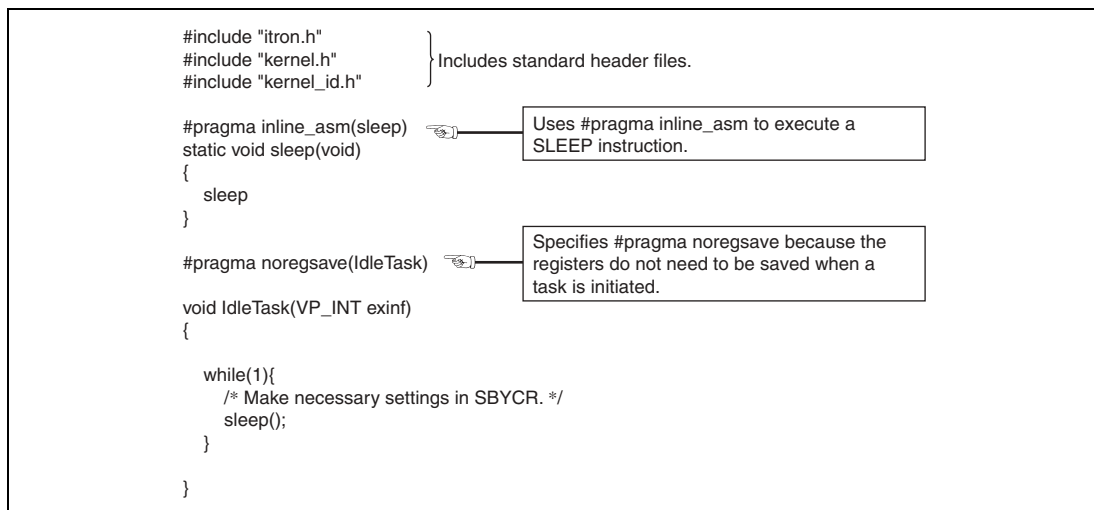 #include "itron.h"
#include "kernel.h"
#include "kernel_id.h"
Includes standard header files.
#pragma inline_asm(sleep)
Uses #pragma inline_asm to execute a
SLEEP instruction.
static void sleep(void)
{
sleep
}
#pragma noregsave(IdleTask)
Specifies #pragma noregsave because the
registers do not need to be saved when a
task is initiated.
void IdleTask(VP_INT exinf)
{
while(1){
/* Make necessary settings in SBYCR. */
sleep();
}
}